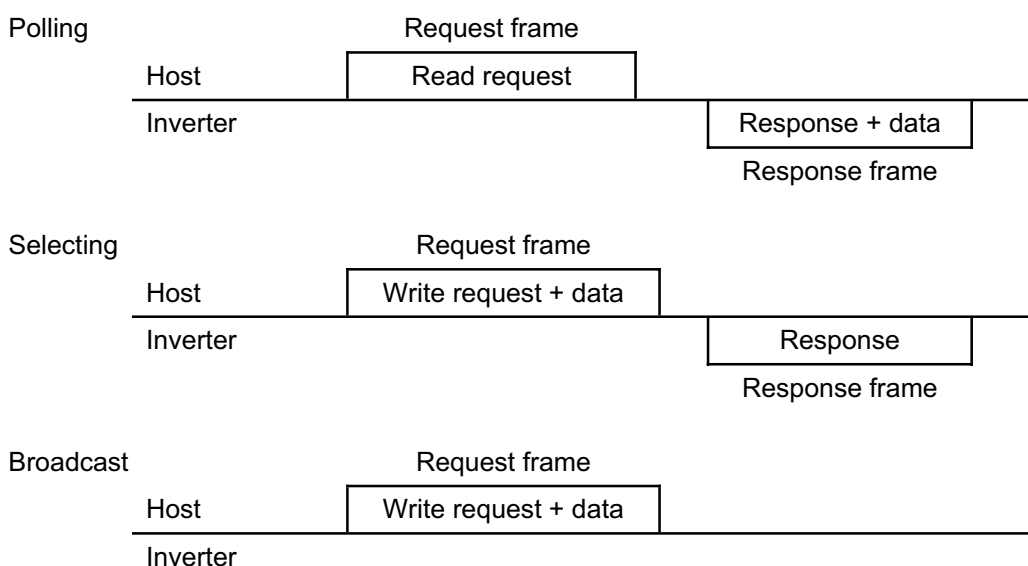 Polling
Request frame
Host
Read request
Inverter
Response + data
Response frame
Selecting
Request frame
Host
Write request + data
Inverter
Response
Response frame
Broadcast
Request frame
Host
Write request + data
Inverter